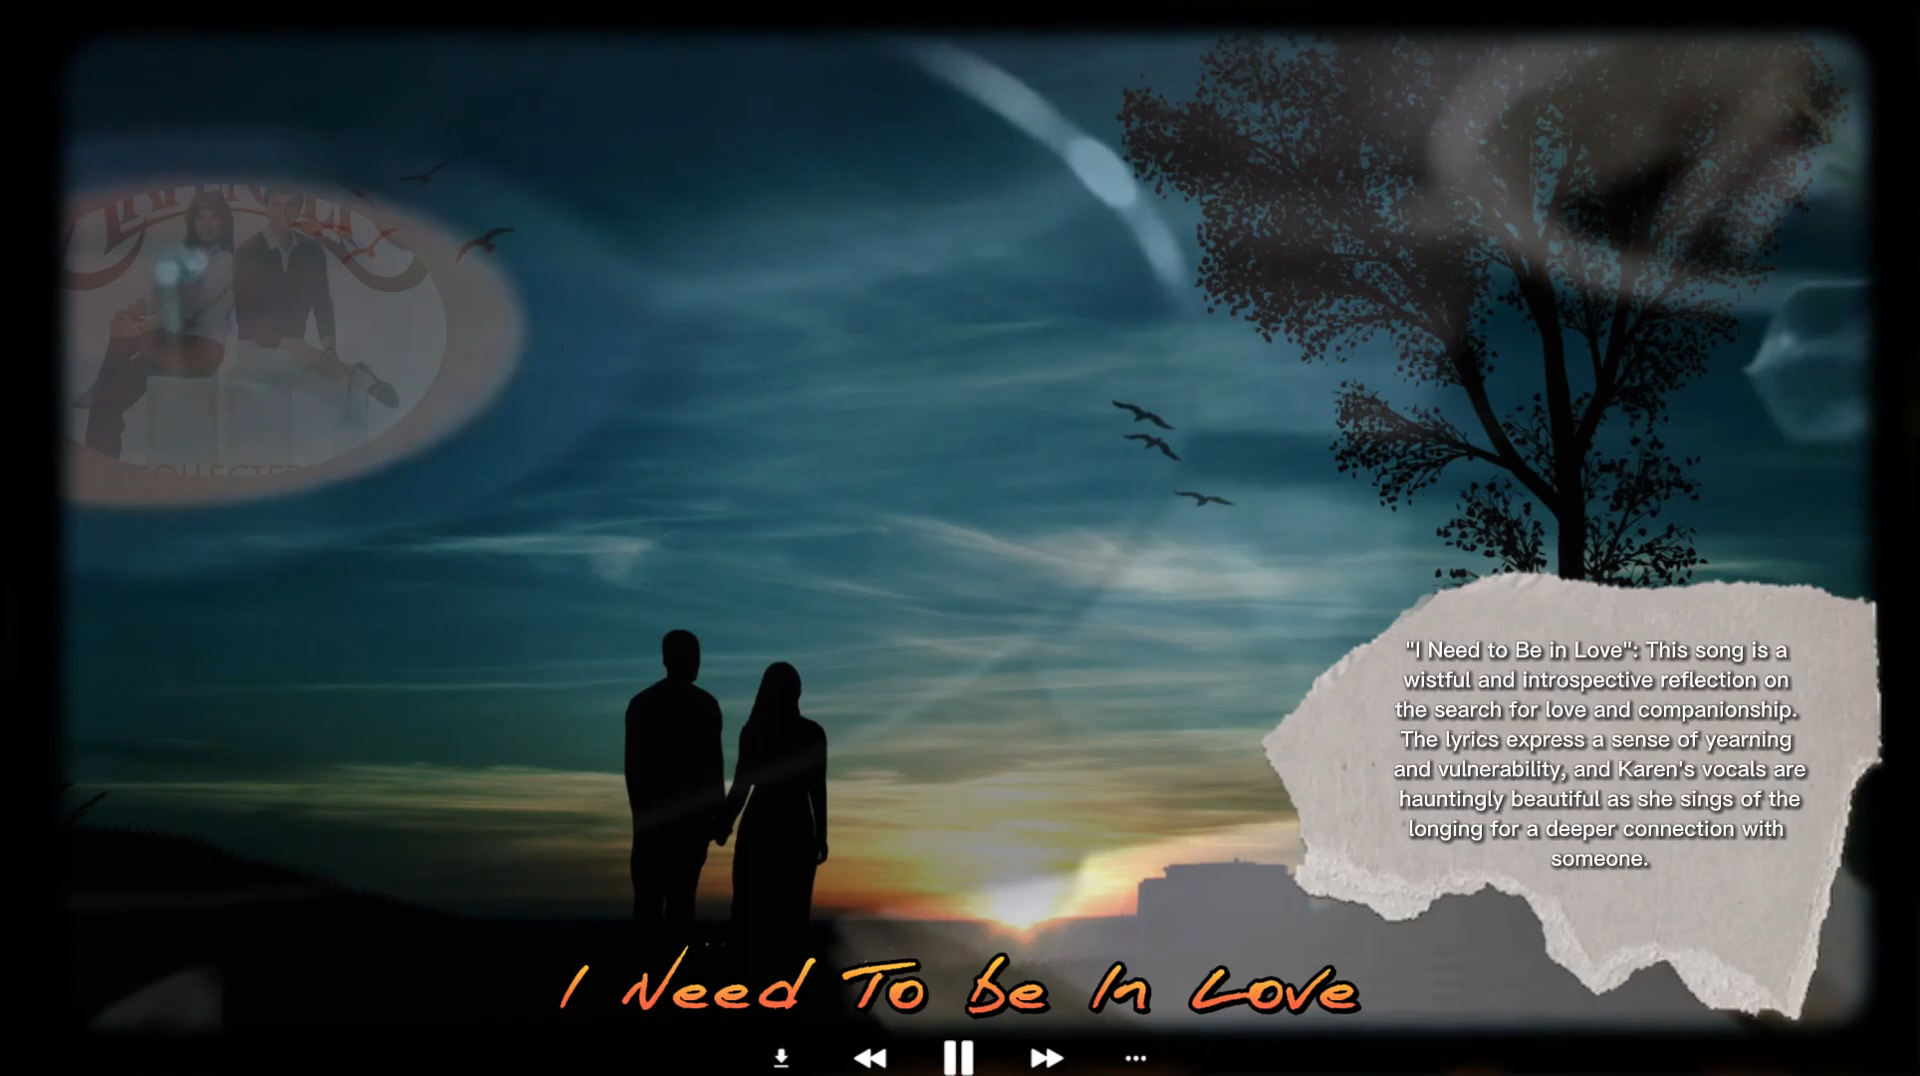 COLLECTED
"I Need to Be in Love": This song is a
wistful and introspective reflection on
the search for love and companionship.
The lyrics express a sense of yearning
and vulnerability, and Karen's vocals are
hauntingly beautiful as she sings of the
longing for a deeper connection with
someone.
I Need To be In Love